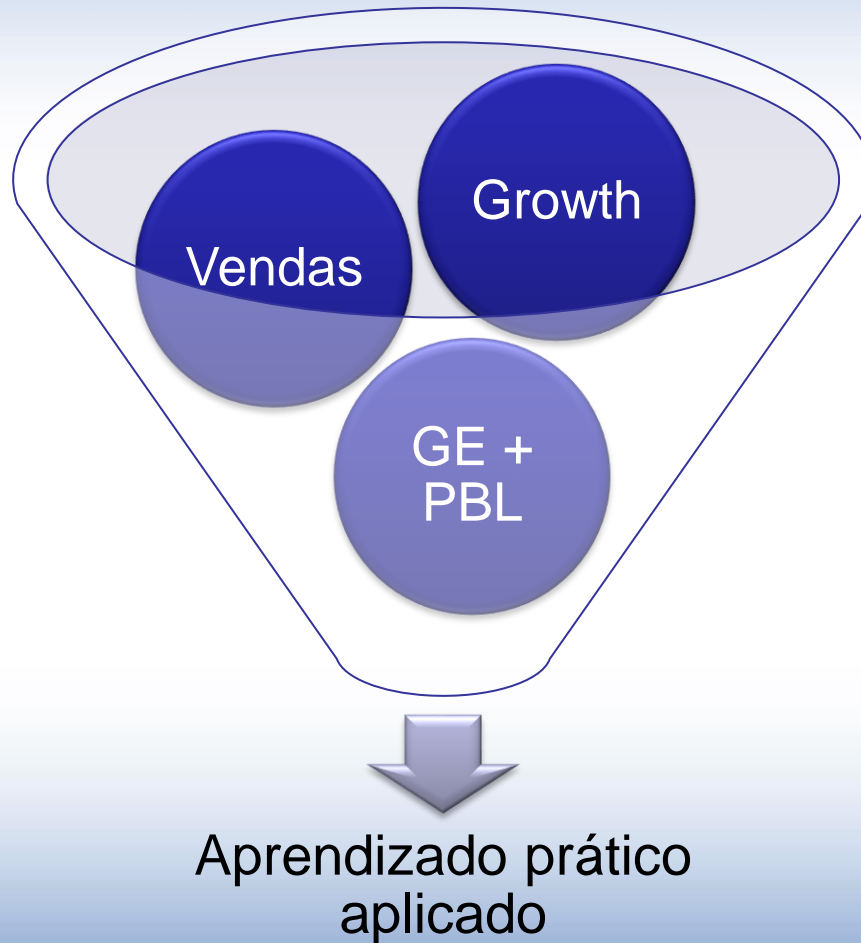 Growth
Vendas
GE +
PBL
Aprendizado prático
aplicado